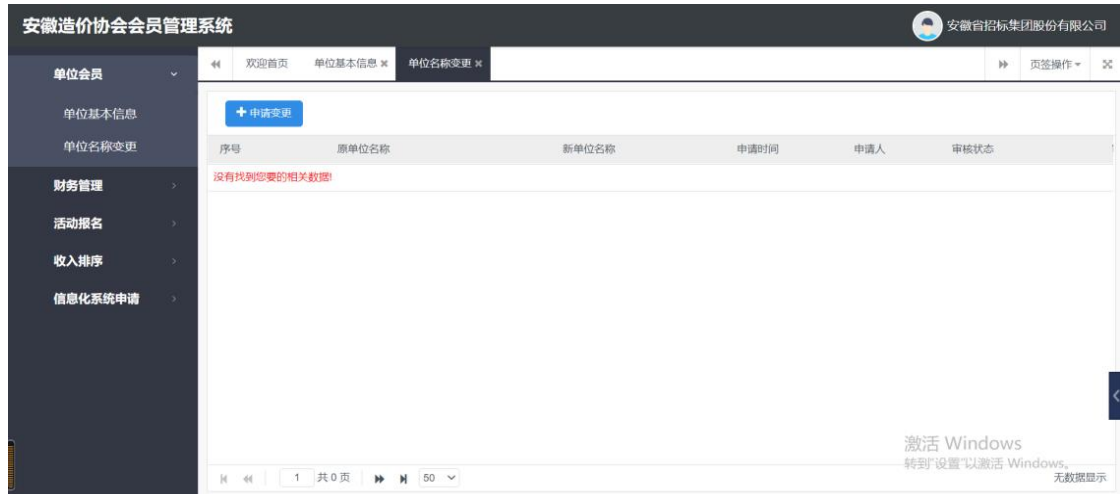 安徽造价协会会员管理系统
安徽省招标集团股份有限公司
单位会员
单位基本信息
单位名称变更
财务管理
活动报名
收入排序
信息化系统申请
欢迎首页 单位基本信息 单位名称变更 页签操作
申请变更
序号 原单位名称 新单位名称 申请时间 申请人 审核状态
没有找到您要的相关数据!
激活 Windows
转到"设置"以激活 Windows。
1 共 0 页 50 无数据显示